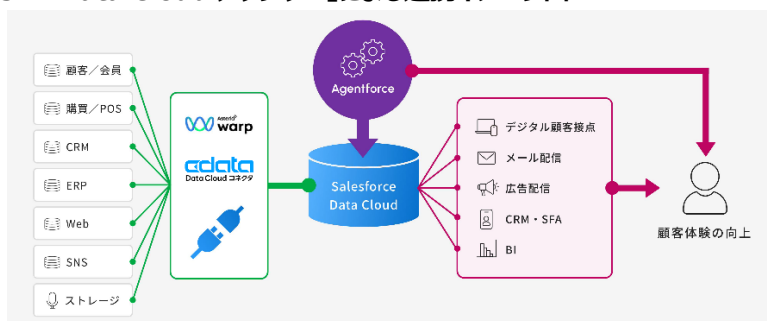 顧客／会員
購買／POS
CRM
ERP
Web
SNS
ストレージ
Asteria
warp
cdata
Data Cloud コネクタ
Agentforce
Salesforce
Data Cloud
デジタル顧客接点
メール配信
広告配信
CRM・SFA
BI
顧客体験の向上